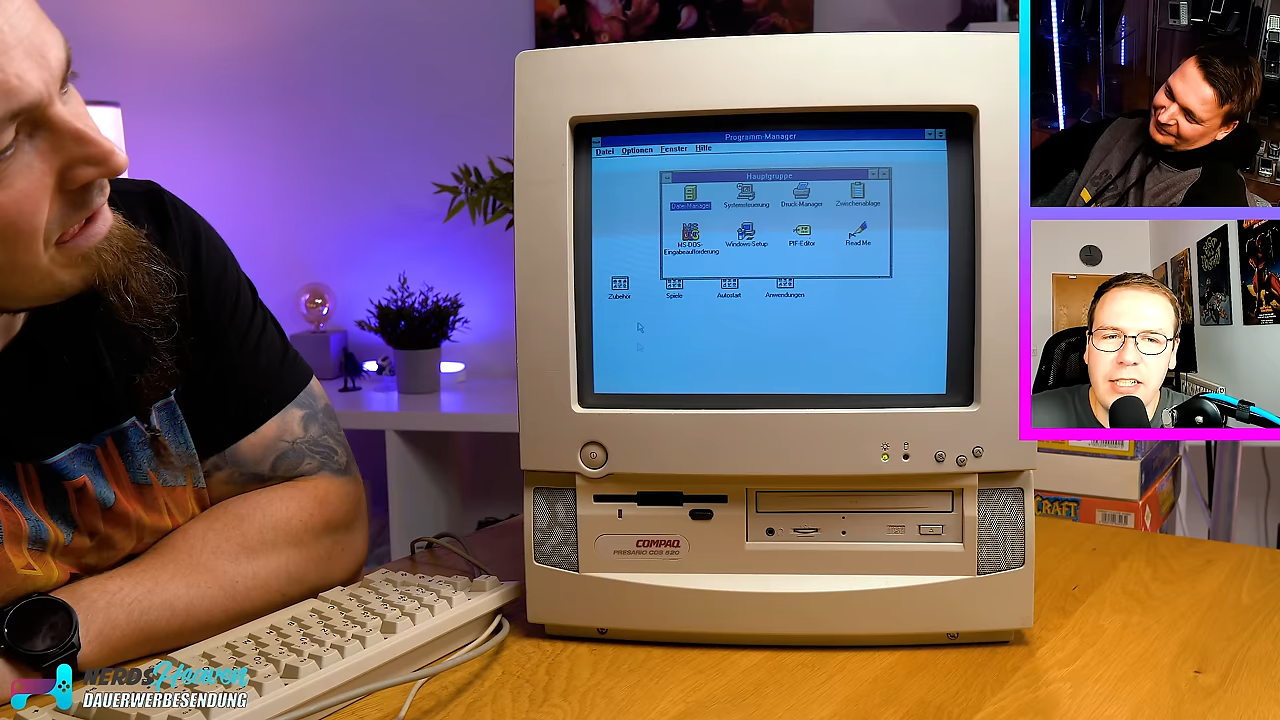 Programm-Manager
Datei Optionen Fenster Hilfe
Hauptgruppe
Datei-Manager Systemsteuerung Druck-Manager Zwischenablage
MS-DOS-
Eingabeaufforderung Windows-Setup PIF-Editor Read Me
Zubehör Spiele Autostart Anwendungen
COMPAQ
PRESARIO CDS 520
CRAFT
NERDSHeaven
DAUERWERBESENDUNG